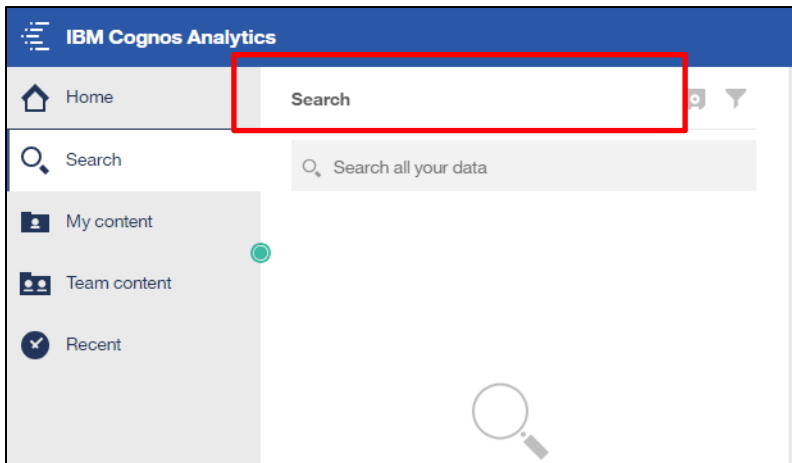 IBM Cognos Analytics
Home
Search
My content
Team content
Recent
Search
Search all your data